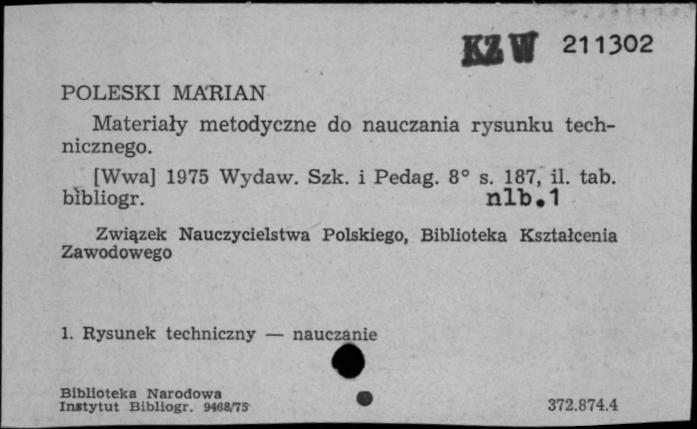 KZW 211302
POLESKI MARIAN
Materiały metodyczne do nauczania rysunku tech-
nicznego.
[Wwa] 1975 Wydaw. Szk. i Pedag. 8° s. 187, il. tab.
bibliogr. nlb.1
Związek Nauczycielstwa Polskiego, Biblioteka Kształcenia
Zawodowego
1. Rysunek techniczny — nauczanie
Biblioteka Narodowa
Instytut Bibliogr. 9468/75 372.874.4